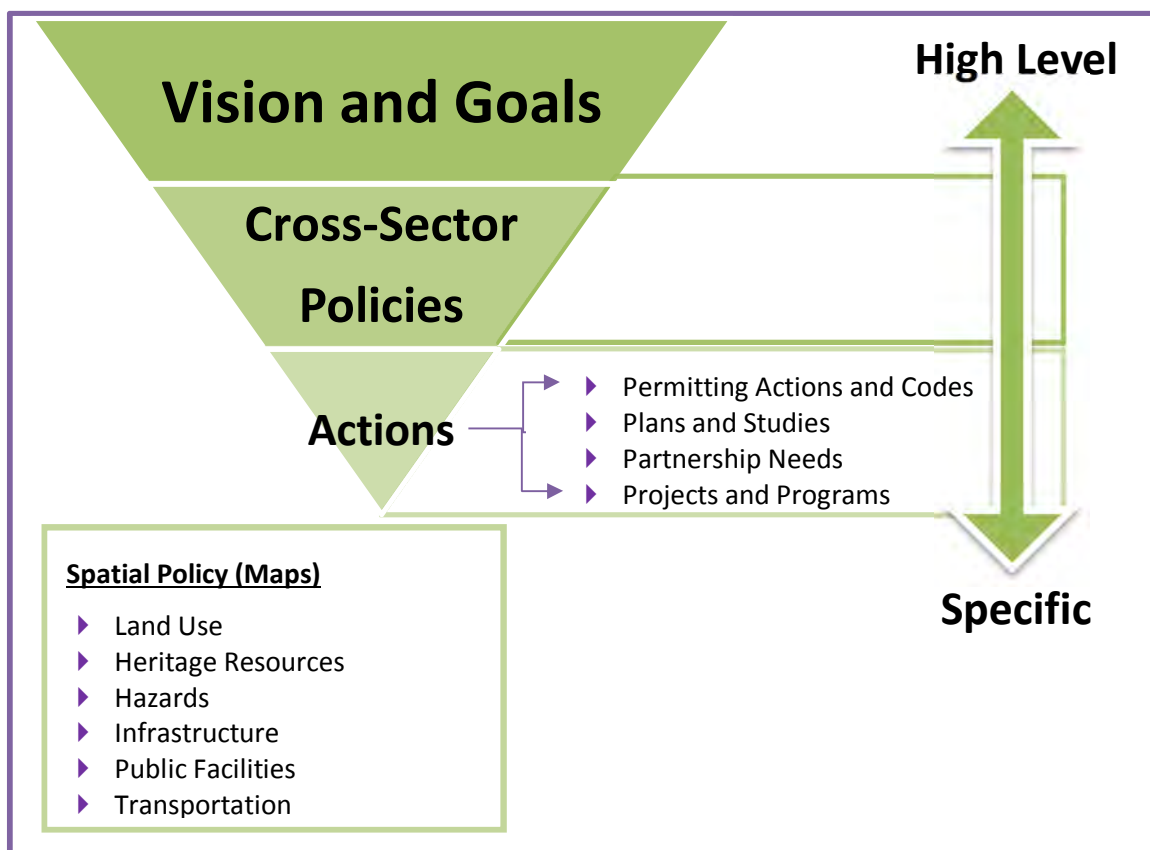 Vision and Goals
High Level
Cross-Sector
Policies
Actions
Permitting Actions and Codes
Plans and Studies
Partnership Needs
Projects and Programs
Specific
Spatial Policy (Maps)
Land Use
Heritage Resources
Hazards
Infrastructure
Public Facilities
Transportation